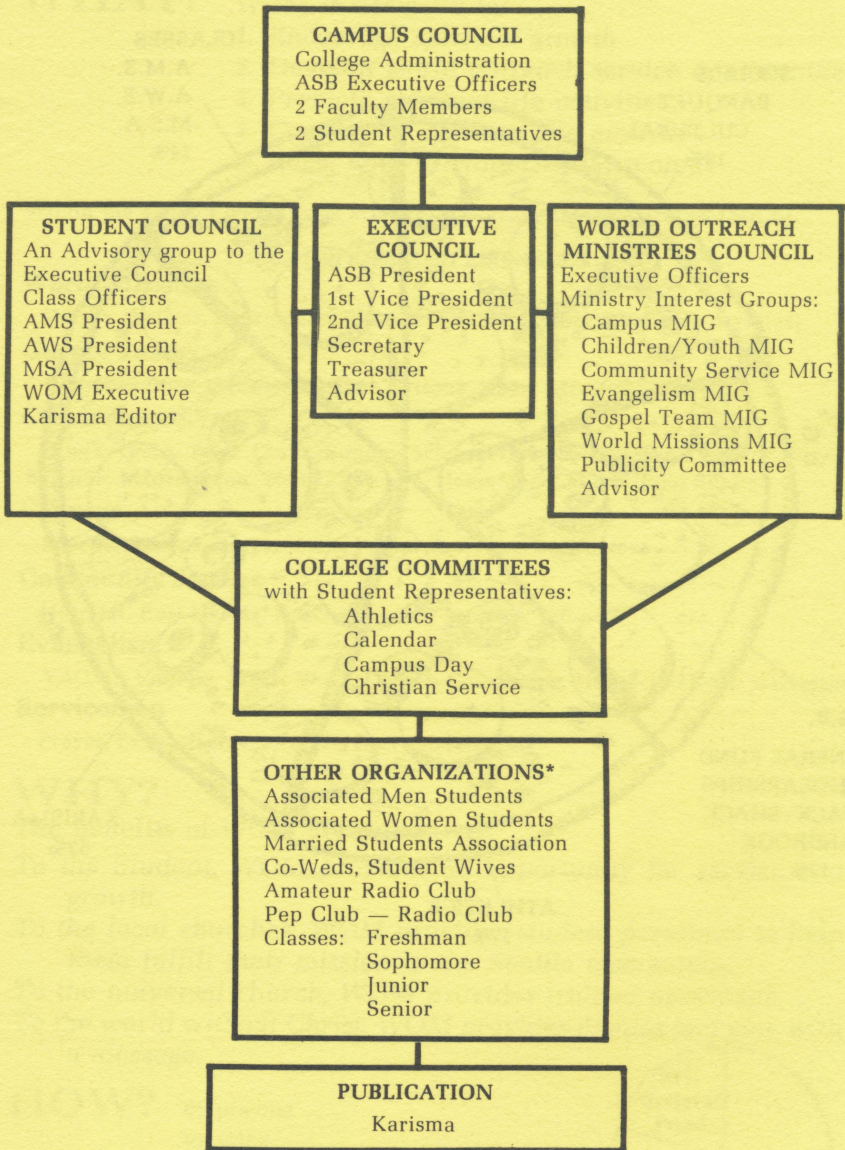 CAMPUS COUNCIL
College Administration
ASB Executive Officers
2 Faculty Members
2 Student Representatives
STUDENT COUNCIL
An Advisory group to the
Executive Council
Class Officers
AMS President
AWS President
MSA President
WOM Executive
Karisma Editor
EXECUTIVE
COUNCIL
ASB President
1st Vice President
2nd Vice President
Secretary
Treasurer
Advisor
WORLD OUTREACH
MINISTRIES COUNCIL
Executive Officers
Ministry Interest Groups:
Campus MIG
Children/Youth MIG
Community Service MIG
Evangelism MIG
Gospel Team MIG
World Missions MIG
Publicity Committee
Advisor
COLLEGE COMMITTEES
with Student Representatives:
Athletics
Calendar
Campus Day
Christian Service
OTHER ORGANIZATIONS*
Associated Men Students
Associated Women Students
Married Students Association
Co-Weds, Student Wives
Amateur Radio Club
Pep Club — Radio Club
Classes: Freshman
Sophomore
Junior
Senior
PUBLICATION
Karisma